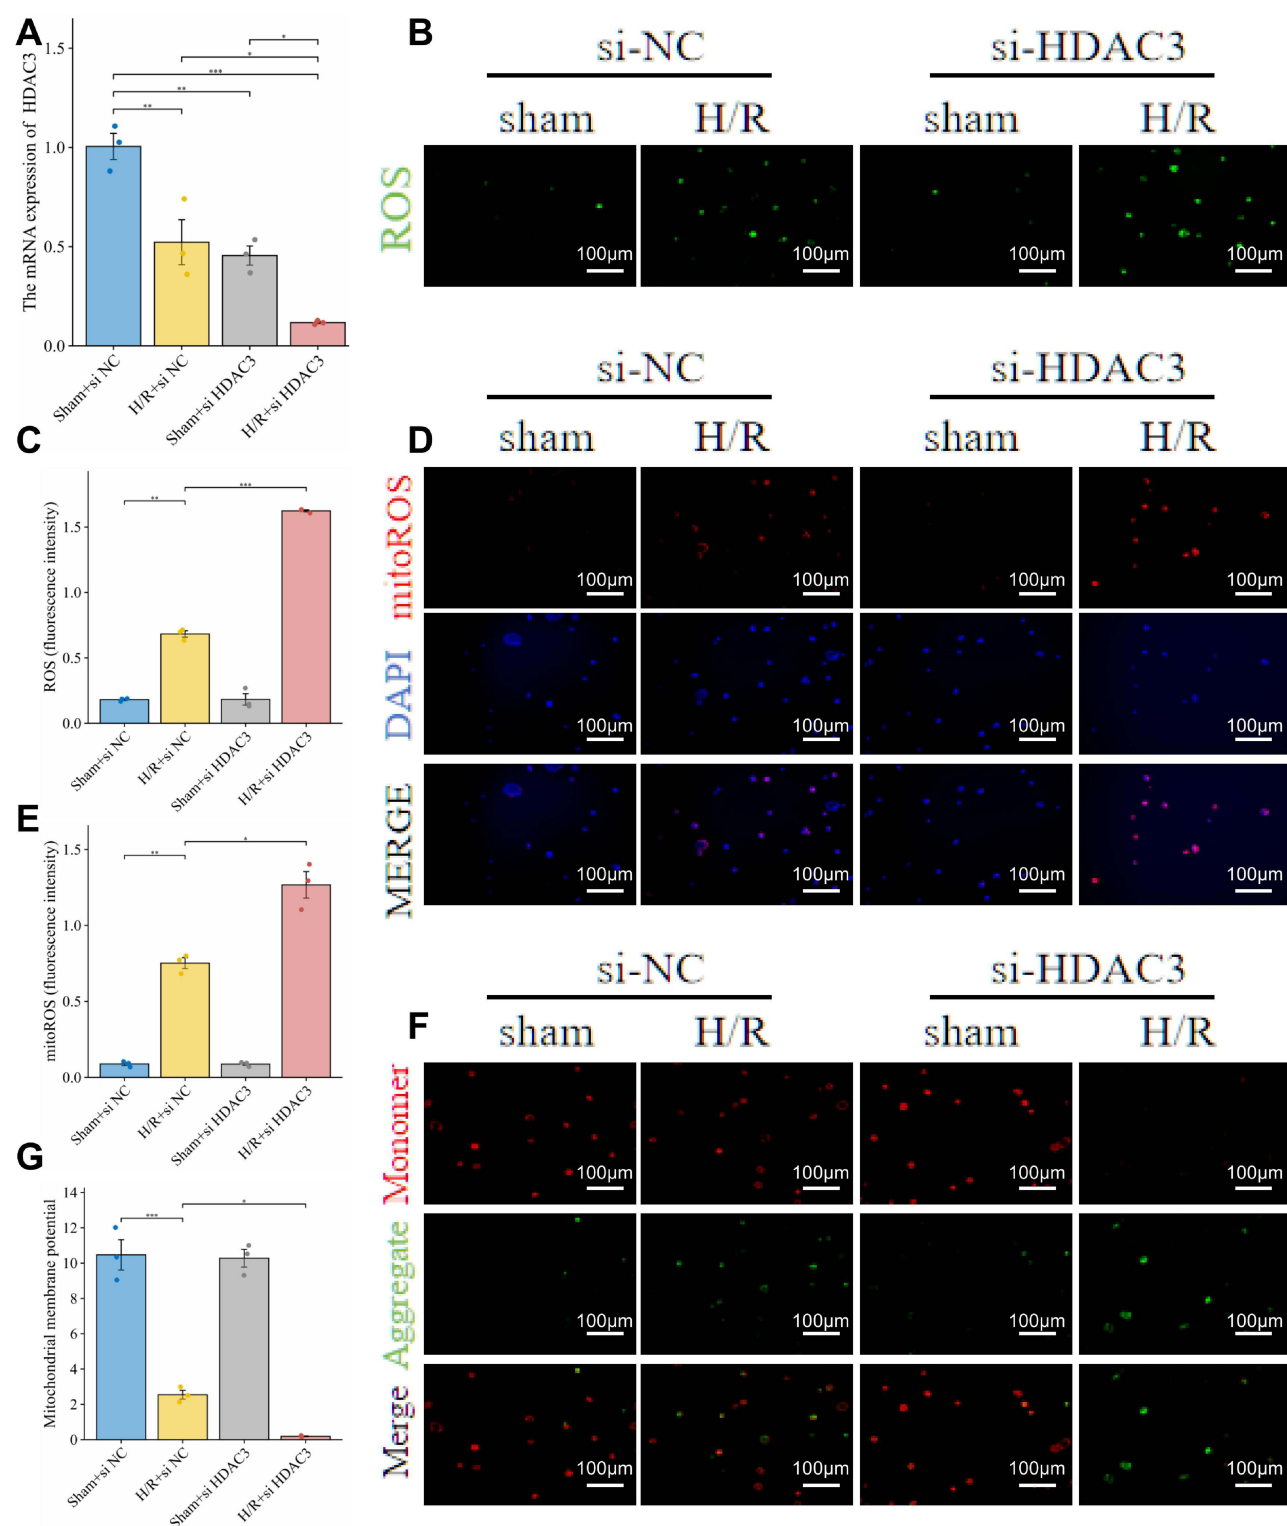 A
The mRNA expression of HDAC3
1.5
1.0
0.5
0.0
*
*
***
**
**
Sham+si NC
H/R+si NC
Sham+si HDAC3
H/R+si HDAC3
B
si-NC
si-HDAC3
sham
H/R
sham
H/R
ROS
100μm
100μm
100μm
100μm
C
ROS (fluorescence intensity)
1.5
1.0
0.5
0.0
**
***
Sham+si NC
H/R+si NC
Sham+si HDAC3
H/R+si HDAC3
si-NC
si-HDAC3
D
sham
H/R
sham
H/R
mitoROS
100μm
100μm
100μm
100μm
DAPI
100μm
100μm
100μm
100μm
MERGE
100μm
100μm
100μm
100μm
E
mitoROS (fluorescence intensity)
1.5
1.0
0.5
0.0
**
*
Sham+si NC
H/R+si NC
Sham+si HDAC3
H/R+si HDAC3
si-NC
si-HDAC3
F
sham
H/R
sham
H/R
Monomer
100μm
100μm
100μm
100μm
Aggregate
100μm
100μm
100μm
100μm
Merge
100μm
100μm
100μm
100μm
G
Mitochondrial membrane potential
14
12
10
8
6
4
2
0
***
*
Sham+si NC
H/R+si NC
Sham+si HDAC3
H/R+si HDAC3